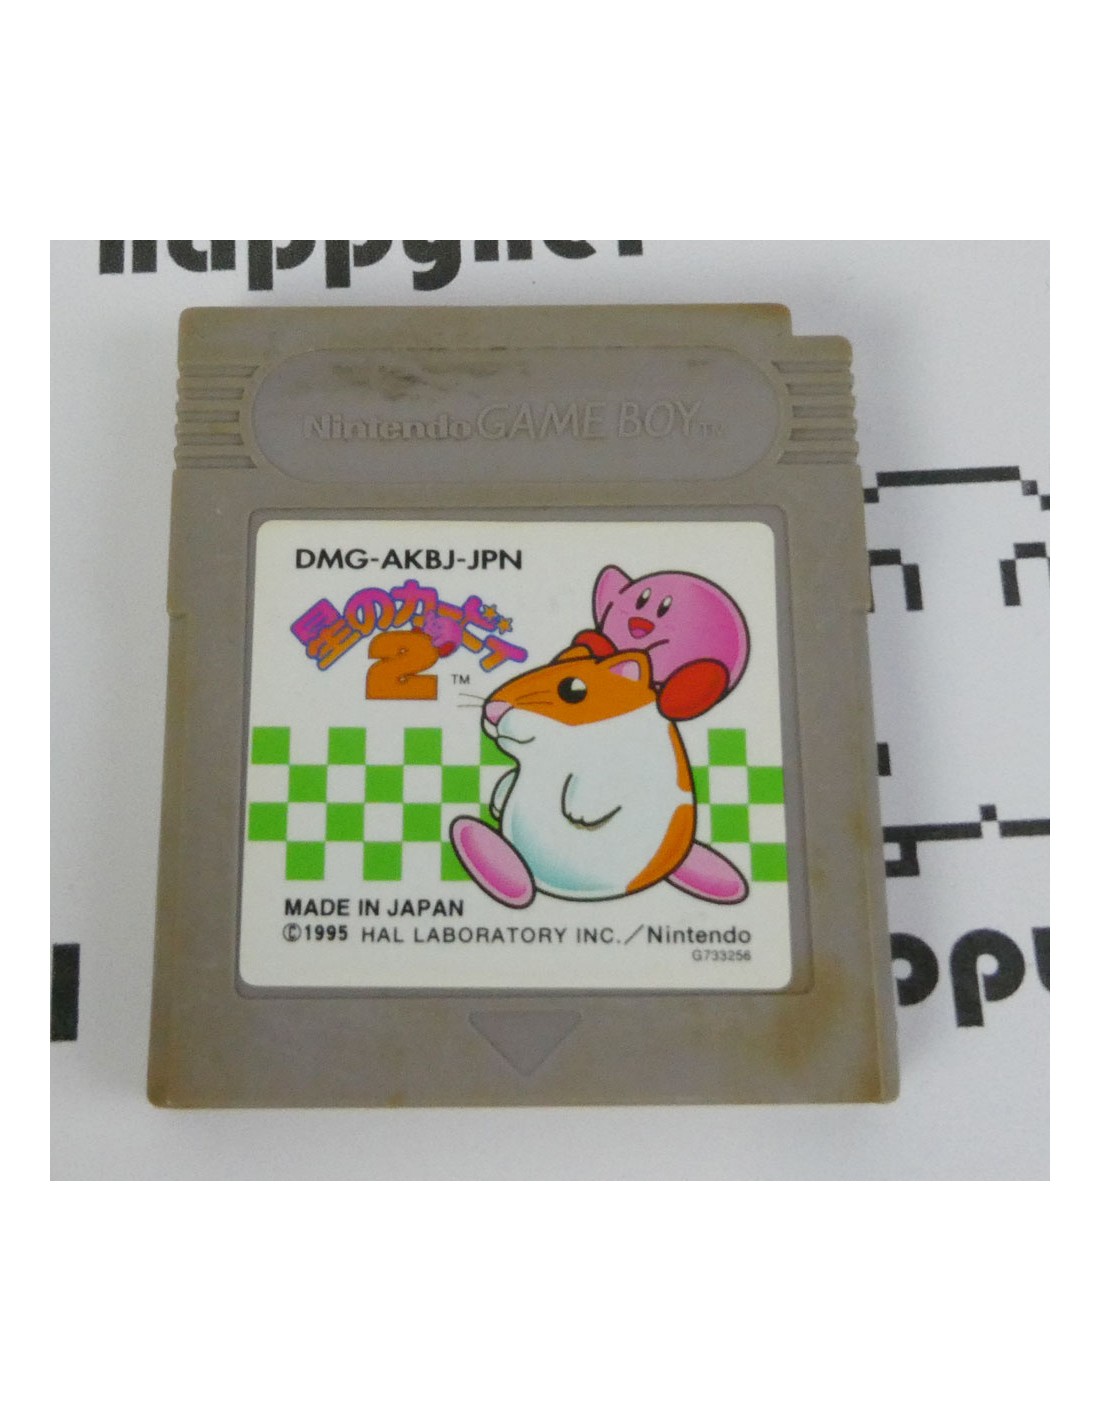 Nintendo GAME BOY TM
DMG-AKBJ-JPN
星のカービィ
2 TM
MADE IN JAPAN
©1995 HAL LABORATORY INC./Nintendo
G733256